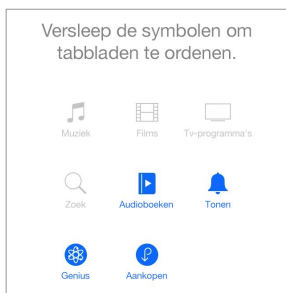 Versleep de symbolen om
tabbladen te ordenen.
Muziek Films Tv-programma's
Zoek Audioboeken Tonen
Genius Aankopen